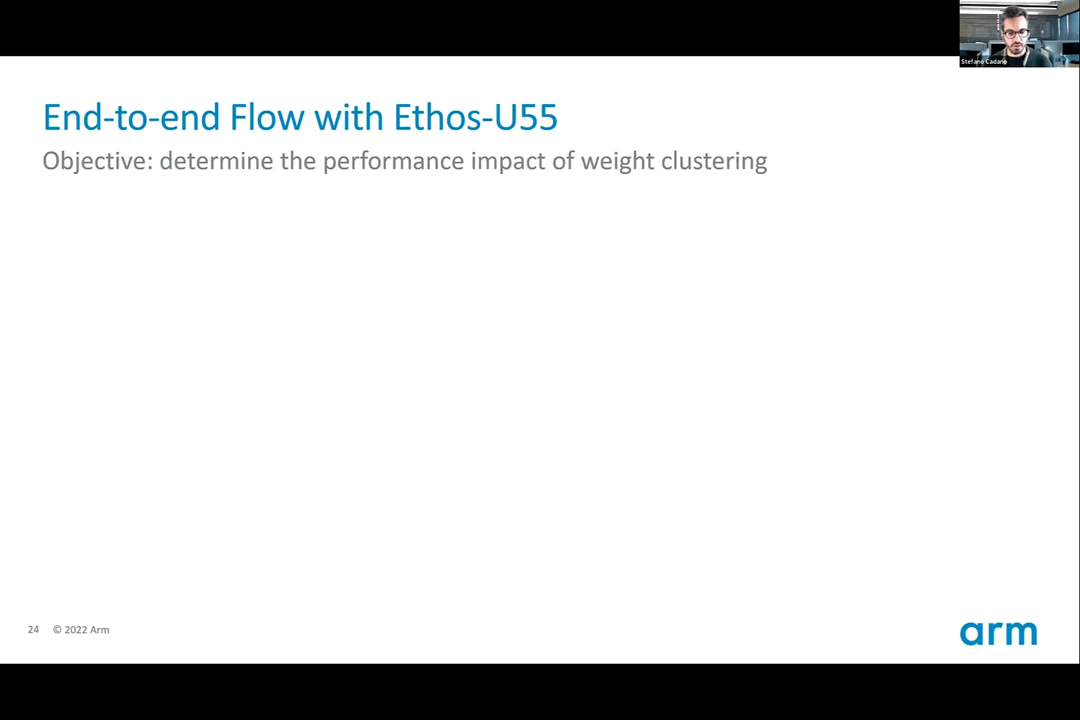 Stefano Cadario
End-to-end Flow with Ethos-U55
Objective: determine the performance impact of weight clustering
24 © 2022 Arm
arm